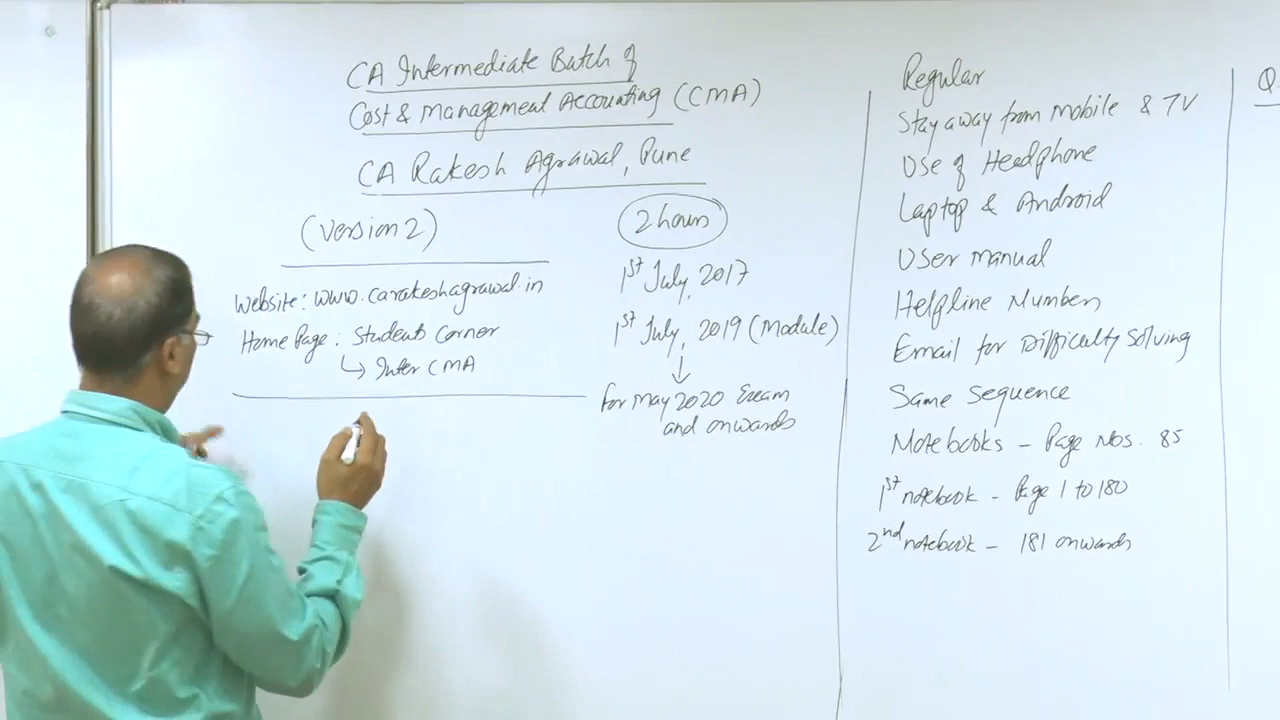 CA Intermediate Batch of
Cost & Management Accounting (CMA)
CA Rakesh Agrawal, Pune
(Version 2)
Website: www.carakeshagrawal.in
Home Page: Students Corner
↳ Inter CMA
2 hours
1st July, 2017
1st July, 2019 (Module)
↓
For May 2020 Exam
and onwards
Regular
Stay away from Mobile & TV
Use of Headphone
Laptop & Android
User manual
Helpline Numbers
Email for Difficulty Solving
Same sequence
Notebooks - Page Nos. 85
1st notebook - Page 1 to 180
2nd notebook - 181 onwards